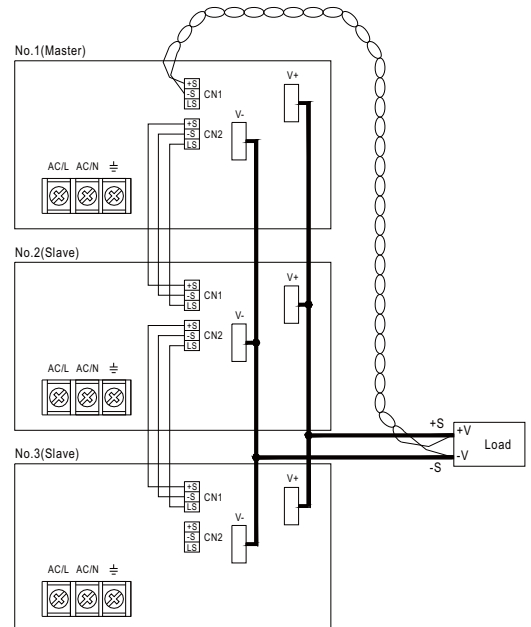 No.1(Master)
+S
-S
LS
CN1
V+
+S
-S
LS
CN2
V-
AC/L AC/N
No.2(Slave)
+S
-S
LS
CN1
V+
+S
-S
LS
CN2
V-
AC/L AC/N
+S
+V
-V
Load
-S
No.3(Slave)
+S
-S
LS
CN1
V+
+S
-S
LS
CN2
V-
AC/L AC/N